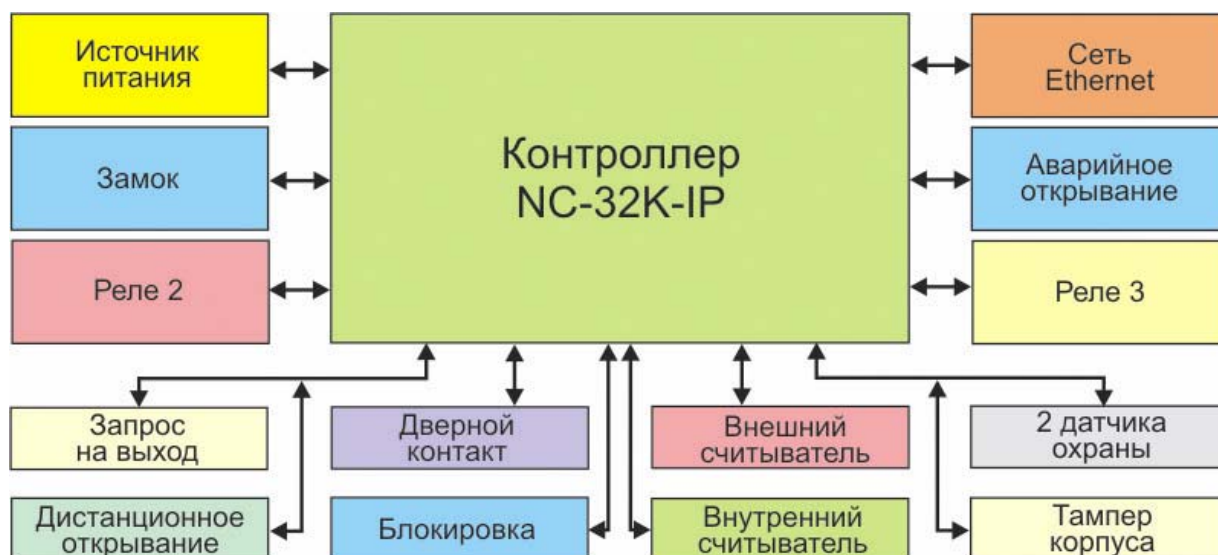 Источник
питания
Контроллер
NC-32K-IP
Сеть
Ethernet
Замок
Аварийное
открывание
Реле 2
Реле 3
Запрос
на выход
Дверной
контакт
Внешний
считыватель
2 датчика
охраны
Дистанционное
открывание
Блокировка
Внутренний
считыватель
Тампер
корпуса